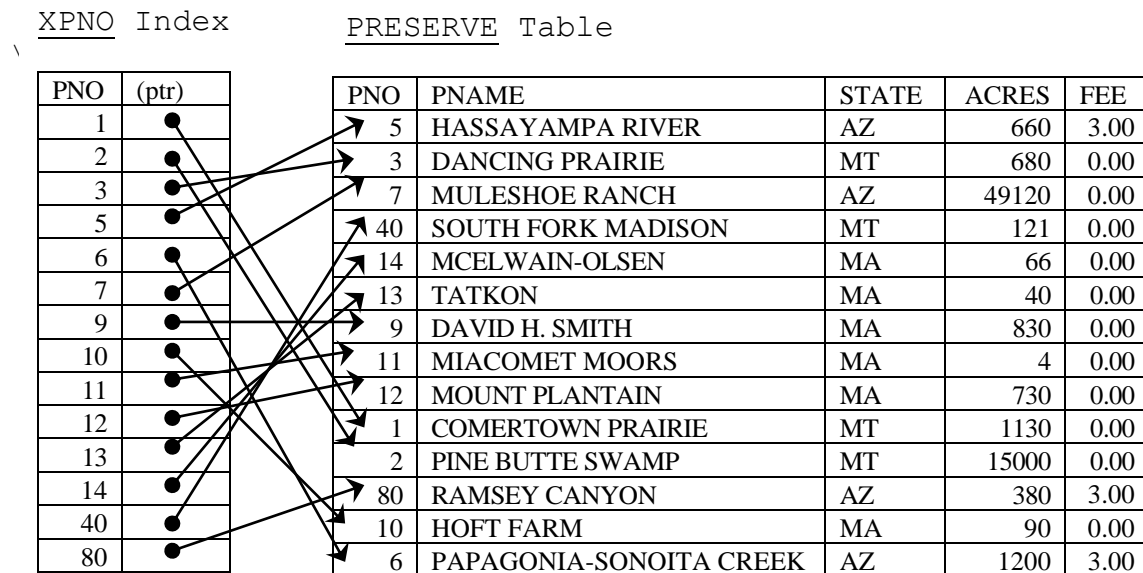 XPNO Index
PRESERVE Table
PNO (ptr)
1
2
3
5
6
7
9
10
11
12
13
14
40
80
PNO PNAME STATE ACRES FEE
5 HASSAYAMPA RIVER AZ 660 3.00
3 DANCING PRAIRIE MT 680 0.00
7 MULESHOE RANCH AZ 49120 0.00
40 SOUTH FORK MADISON MT 121 0.00
14 MCELWAIN-OLSEN MA 66 0.00
13 TATKON MA 40 0.00
9 DAVID H. SMITH MA 830 0.00
11 MIACOMET MOORS MA 4 0.00
12 MOUNT PLANTAIN MA 730 0.00
1 COMERTOWN PRAIRIE MT 1130 0.00
2 PINE BUTTE SWAMP MT 15000 0.00
80 RAMSEY CANYON AZ 380 3.00
10 HOFT FARM MA 90 0.00
6 PAPAGONIA-SONOITA CREEK AZ 1200 3.00